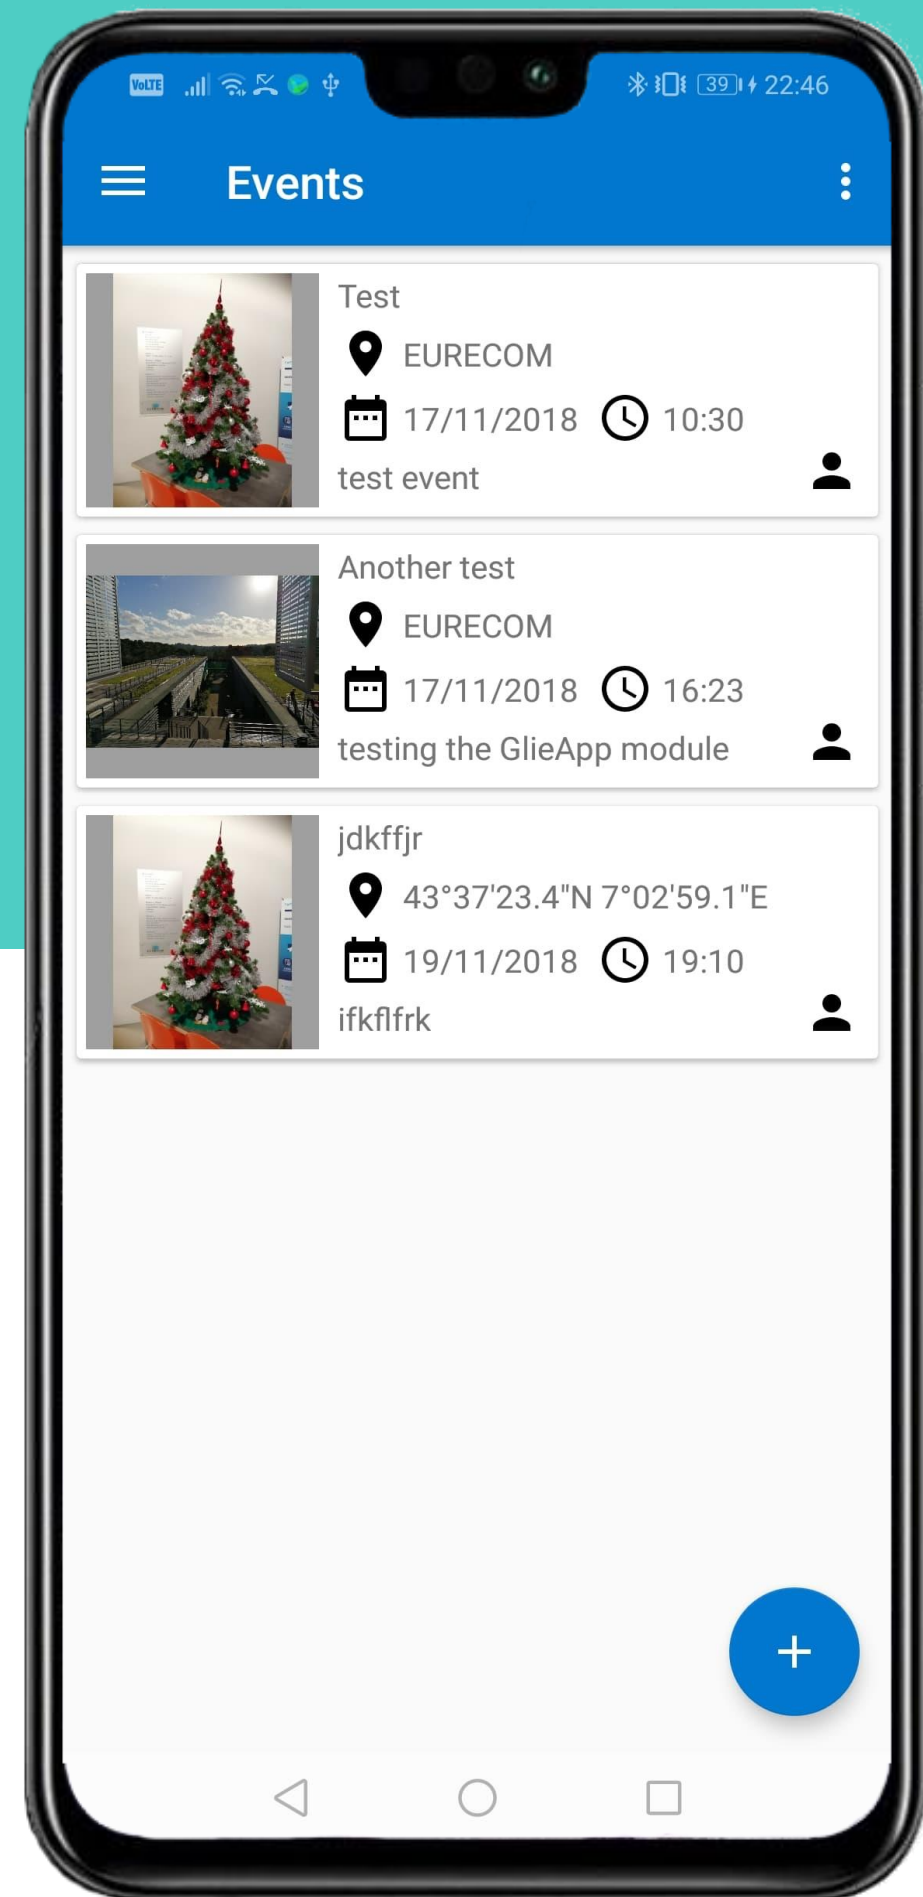 VoLTE 39 22:46
Events
Test
EURECOM
17/11/2018 10:30
test event
Another test
EURECOM
17/11/2018 16:23
testing the GlieApp module
jdkffjr
43°37'23.4"N 7°02'59.1"E
19/11/2018 19:10
ifkflfrk